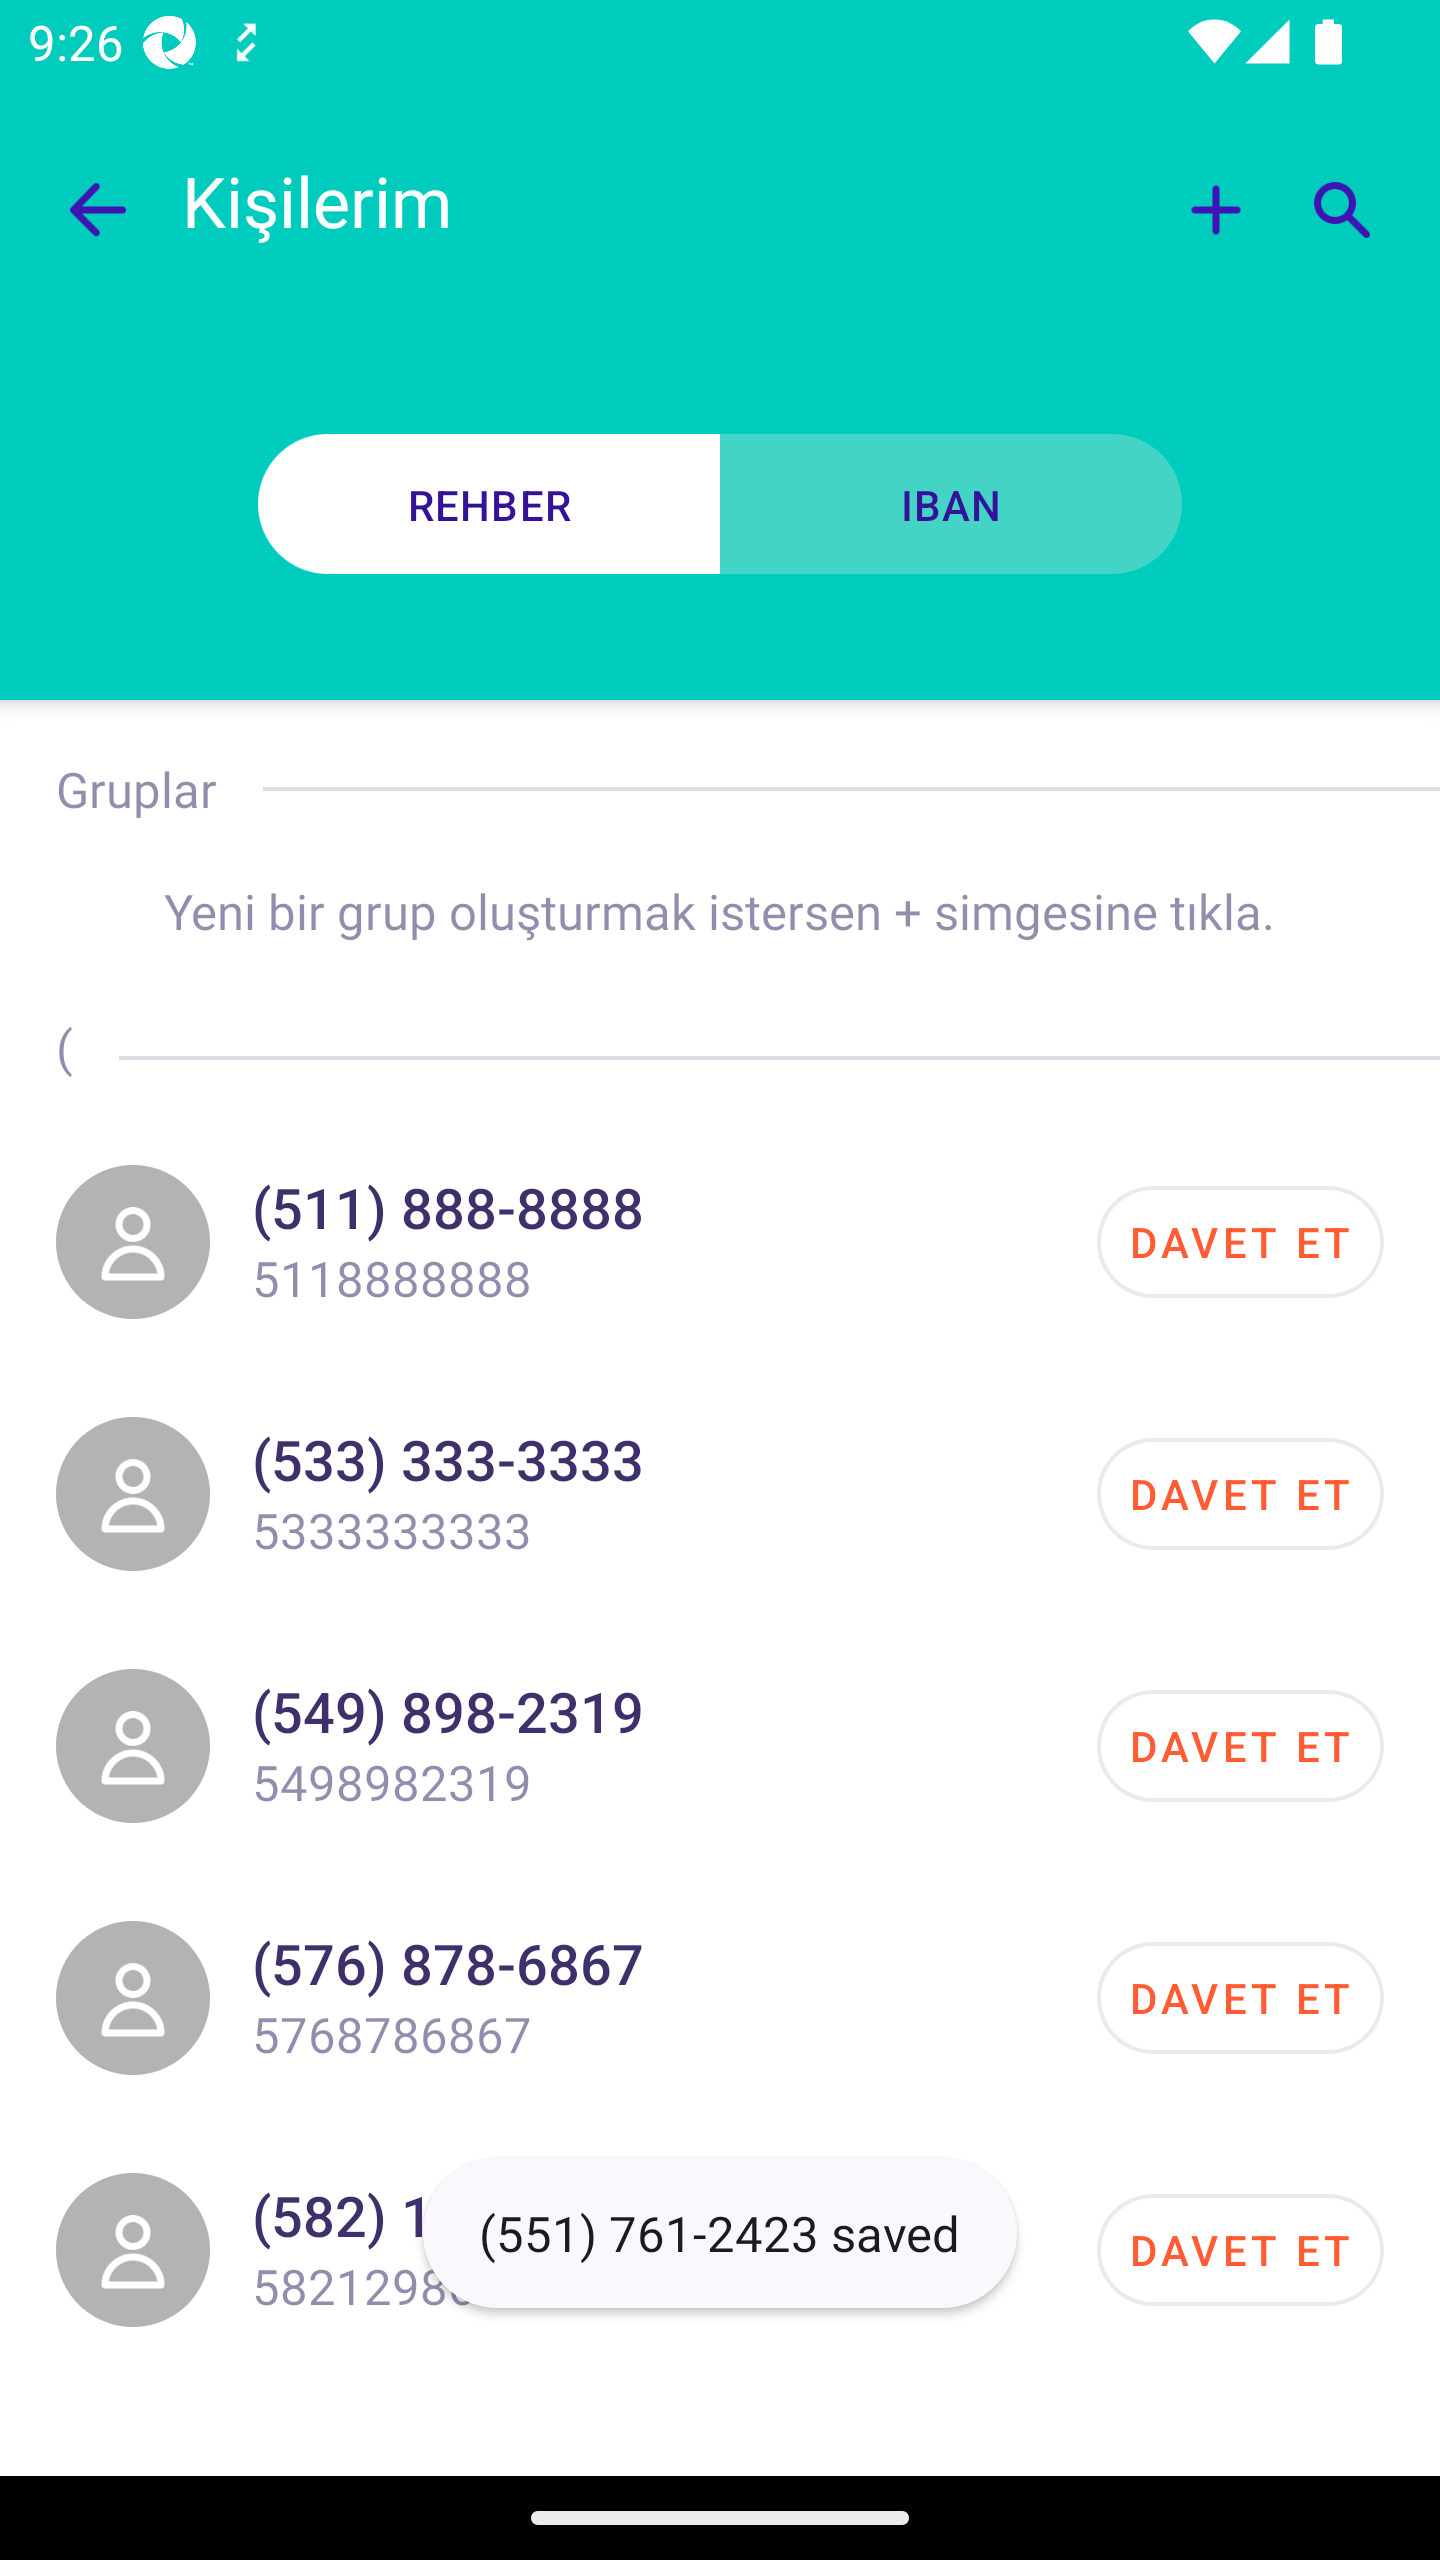 9:26
Kişilerim
REHBER
IBAN
Gruplar
Yeni bir grup oluşturmak istersen + simgesine tıkla.
(
(511) 888-8888
5118888888
DAVET ET
(533) 333-3333
5333333333
DAVET ET
(549) 898-2319
5498982319
DAVET ET
(576) 878-6867
5768786867
DAVET ET
(582) 1
5821298
DAVET ET
(551) 761-2423 saved